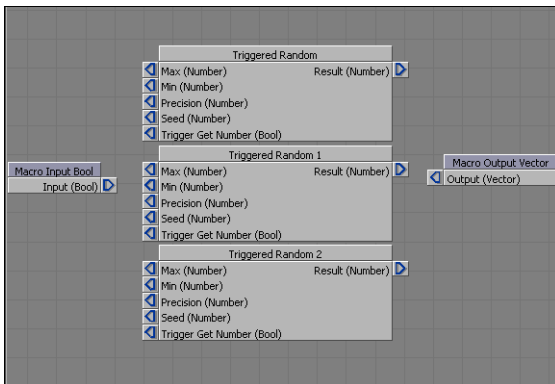 Triggered Random
Max (Number) Result (Number)
Min (Number)
Precision (Number)
Seed (Number)
Trigger Get Number (Bool)
Macro Input Bool
Input (Bool)
Triggered Random 1
Max (Number) Result (Number)
Min (Number)
Precision (Number)
Seed (Number)
Trigger Get Number (Bool)
Macro Output Vector
Output (Vector)
Triggered Random 2
Max (Number) Result (Number)
Min (Number)
Precision (Number)
Seed (Number)
Trigger Get Number (Bool)